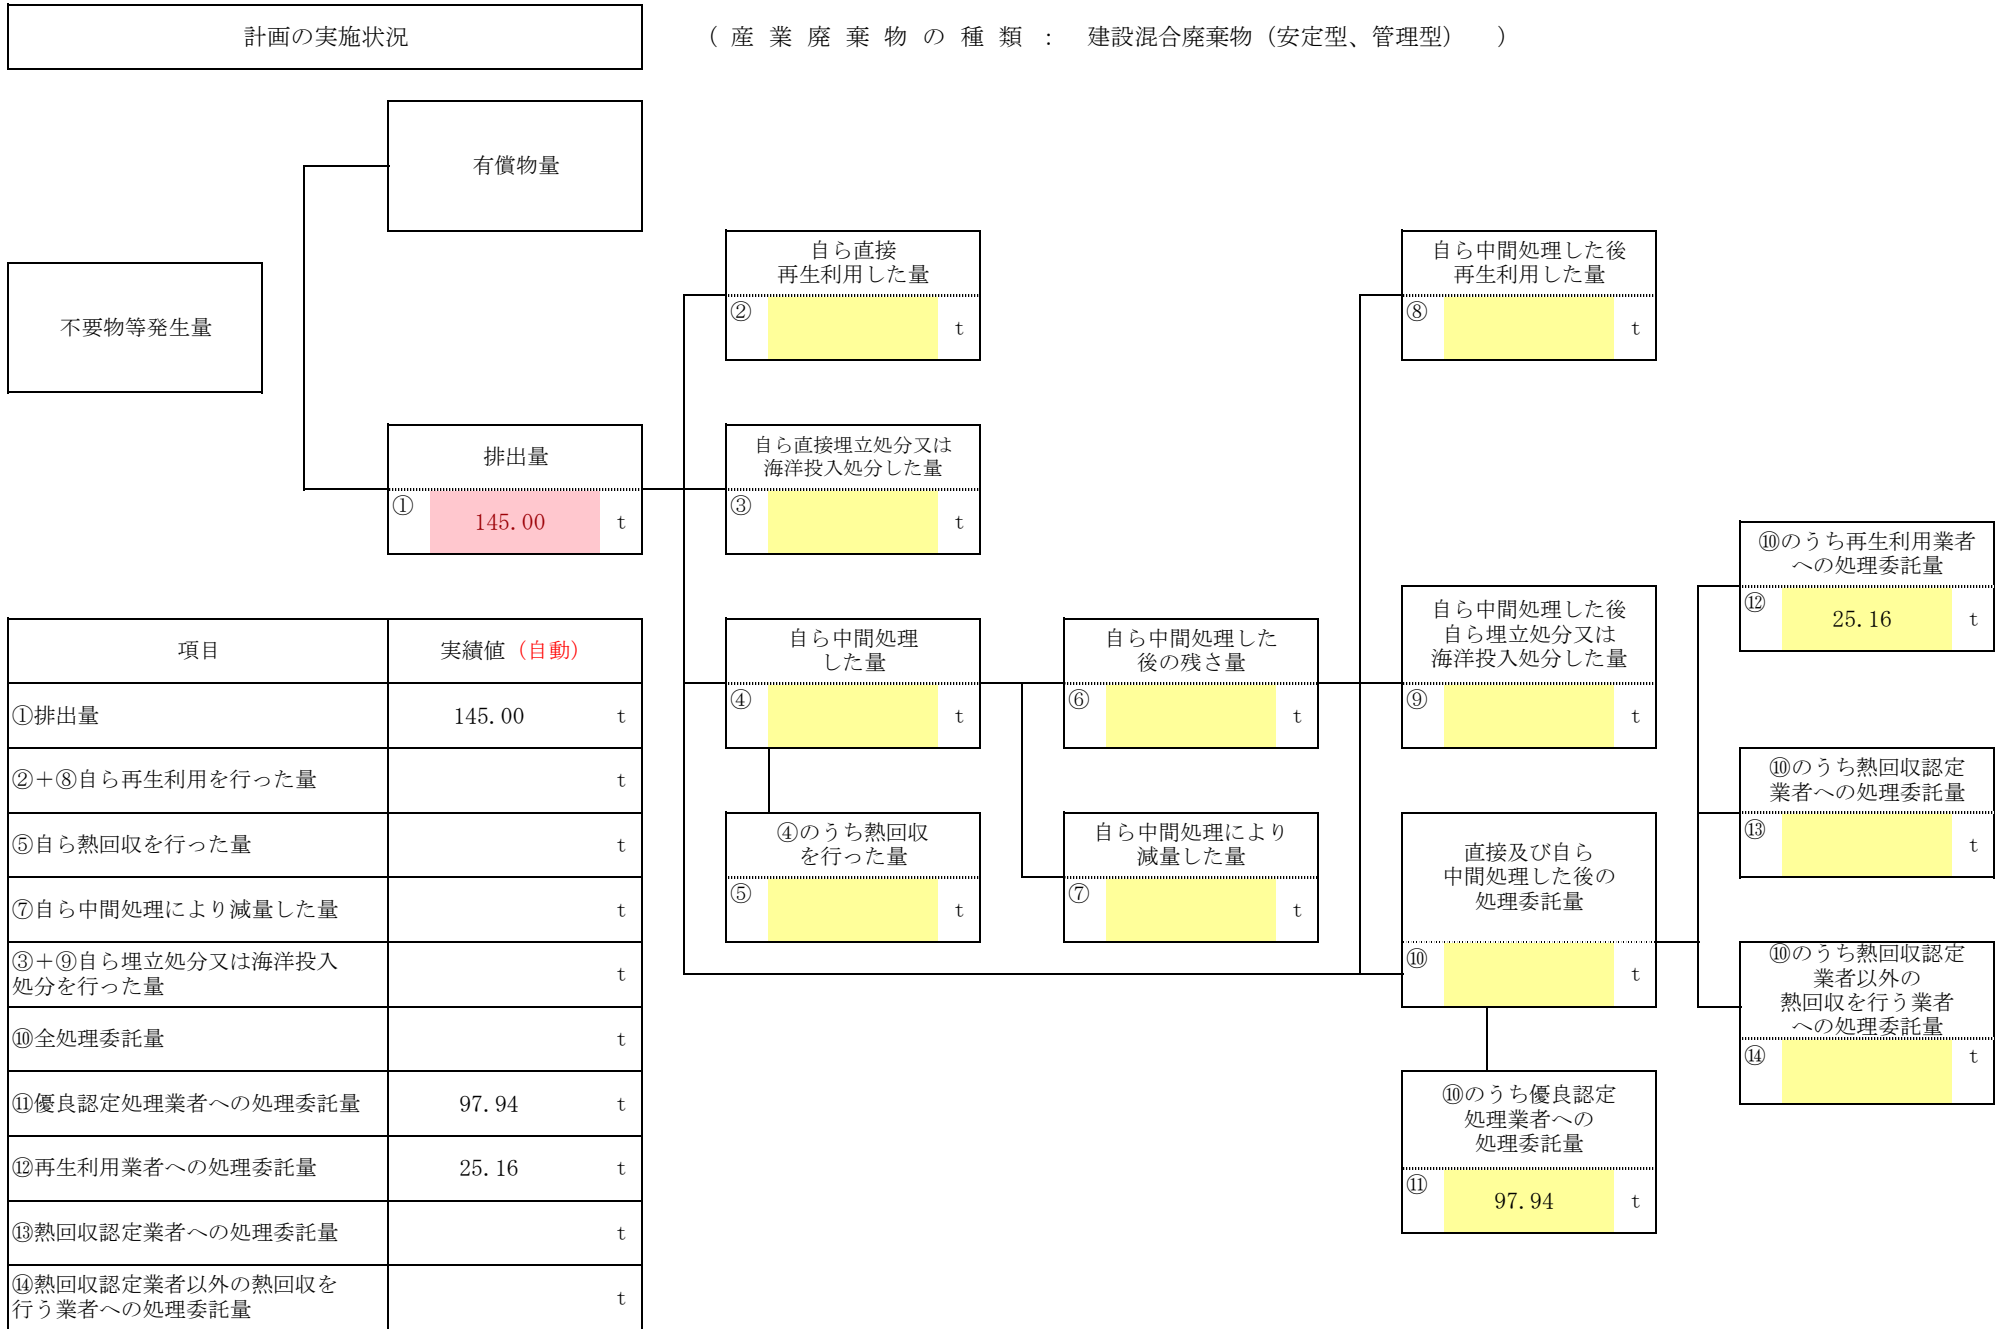 計画の実施状況
（産業廃棄物の種類：　建設混合廃棄物（安定型、管理型）　）
有償物量
不要物等発生量
排出量
① 145.00 t
自ら直接
再生利用した量
② t
自ら直接埋立処分又は
海洋投入処分した量
③ t
自ら中間処理
した量
④ t
④のうち熱回収
を行った量
⑤ t
自ら中間処理した
後の残さ量
⑥ t
自ら中間処理により
減量した量
⑦ t
自ら中間処理した後
再生利用した量
⑧ t
自ら中間処理した後
自ら埋立処分又は
海洋投入処分した量
⑨ t
直接及び自ら
中間処理した後の
処理委託量
⑩ t
⑩のうち優良認定
処理業者への
処理委託量
⑪ 97.94 t
⑩のうち再生利用業者
への処理委託量
⑫ 25.16 t
⑩のうち熱回収認定
業者への処理委託量
⑬ t
⑩のうち熱回収認定
業者以外の
熱回収を行う業者
への処理委託量
⑭ t
項目 実績値（自動）
①排出量 145.00 t
②＋⑧自ら再生利用を行った量 t
⑤自ら熱回収を行った量 t
⑦自ら中間処理により減量した量 t
③＋⑨自ら埋立処分又は海洋投入
処分を行った量 t
⑩全処理委託量 t
⑪優良認定処理業者への処理委託量 97.94 t
⑫再生利用業者への処理委託量 25.16 t
⑬熱回収認定業者への処理委託量 t
⑭熱回収認定業者以外の熱回収を
行う業者への処理委託量 t